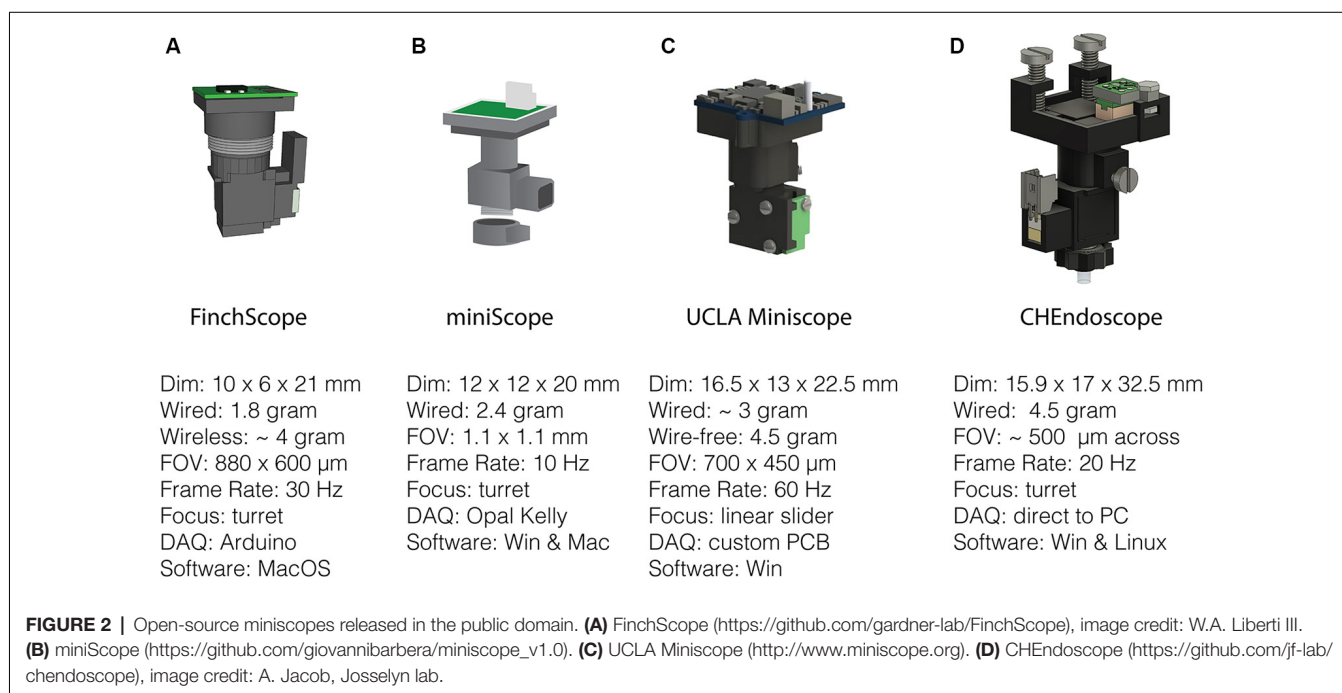 A
B
C
D
FinchScope
miniScope
UCLA Miniscope
CHEndoscope
Dim: 10 x 6 x 21 mm
Wired: 1.8 gram
Wireless: ~ 4 gram
FOV: 880 x 600 µm
Frame Rate: 30 Hz
Focus: turret
DAQ: Arduino
Software: MacOS
Dim: 12 x 12 x 20 mm
Wired: 2.4 gram
FOV: 1.1 x 1.1 mm
Frame Rate: 10 Hz
Focus: turret
DAQ: Opal Kelly
Software: Win & Mac
Dim: 16.5 x 13 x 22.5 mm
Wired: ~ 3 gram
Wire-free: 4.5 gram
FOV: 700 x 450 µm
Frame Rate: 60 Hz
Focus: linear slider
DAQ: custom PCB
Software: Win
Dim: 15.9 x 17 x 32.5 mm
Wired: 4.5 gram
FOV: ~ 500 µm across
Frame Rate: 20 Hz
Focus: turret
DAQ: direct to PC
Software: Win & Linux
FIGURE 2 | Open-source miniscopes released in the public domain. (A) FinchScope (https://github.com/gardner-lab/FinchScope), image credit: W.A. Liberti III.
(B) miniScope (https://github.com/giovannibarbera/miniscope_v1.0). (C) UCLA Miniscope (http://www.miniscope.org). (D) CHEndoscope (https://github.com/jf-lab/
chendoscope), image credit: A. Jacob, Josselyn lab.